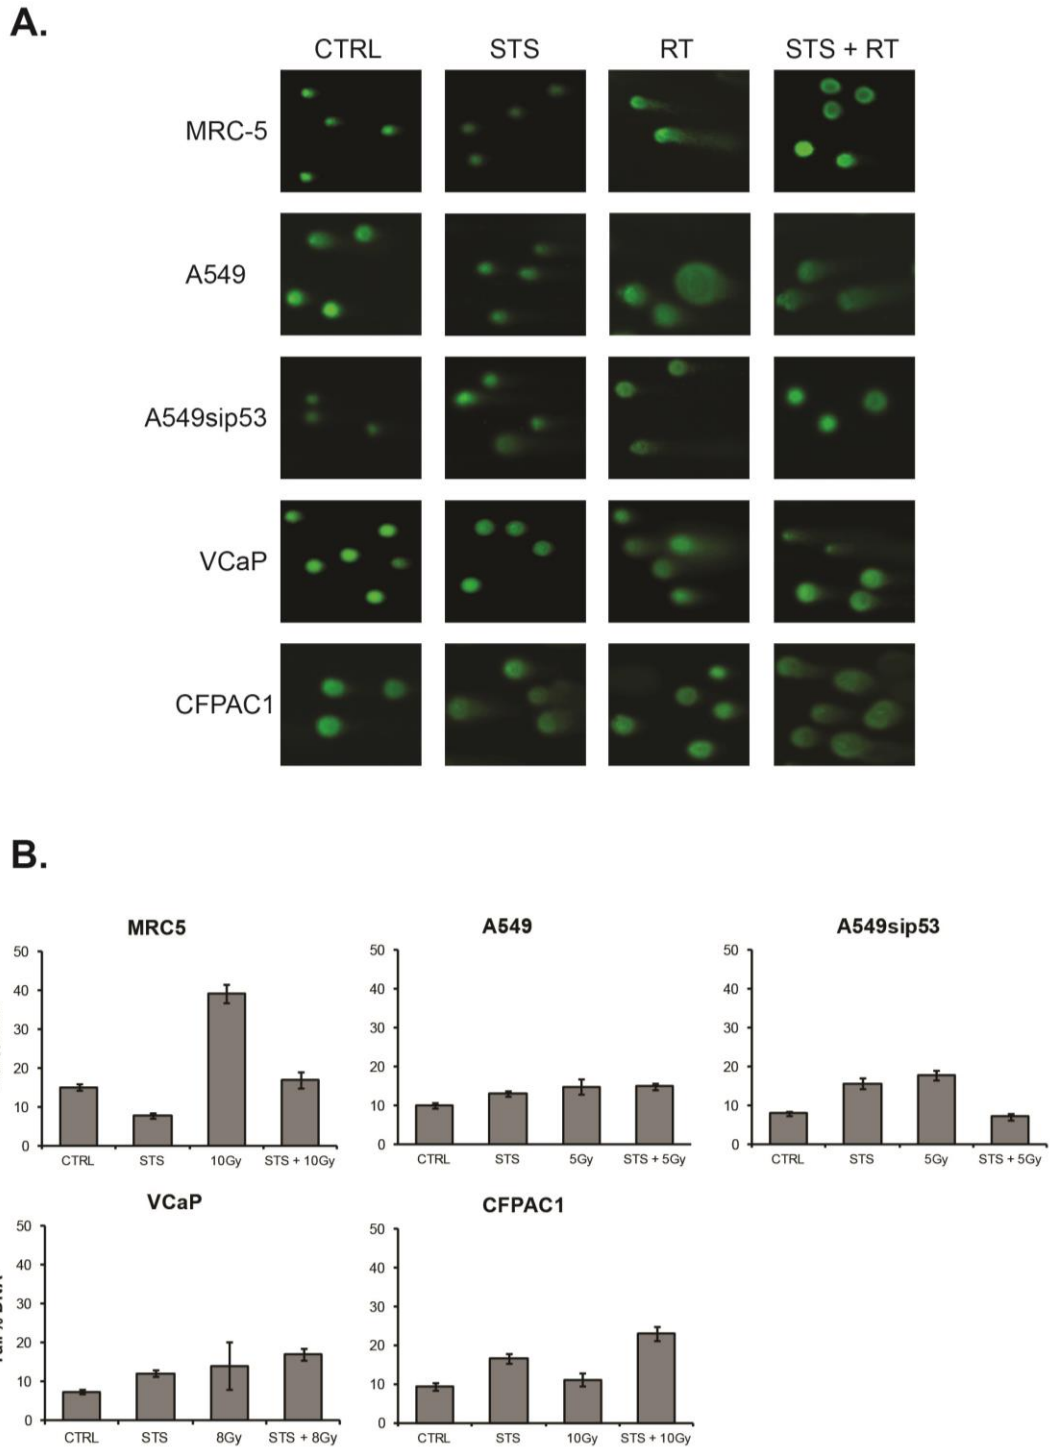 A.
CTRL STS RT STS + RT
MRC-5
A549
A549sip53
VCaP
CFPAC1
B.
MRC5 A549 A549sip53
50 50 50
40 40 40
30 30 30
20 20 20
10 10 10
0 0 0
CTRL STS 10Gy STS + 10Gy CTRL STS 5Gy STS + 5Gy CTRL STS 5Gy STS + 5Gy
VCaP CFPAC1
50 50
40 40
30 30
20 20
10 10
0 0
CTRL STS 8Gy STS + 8Gy CTRL STS 10Gy STS + 10Gy